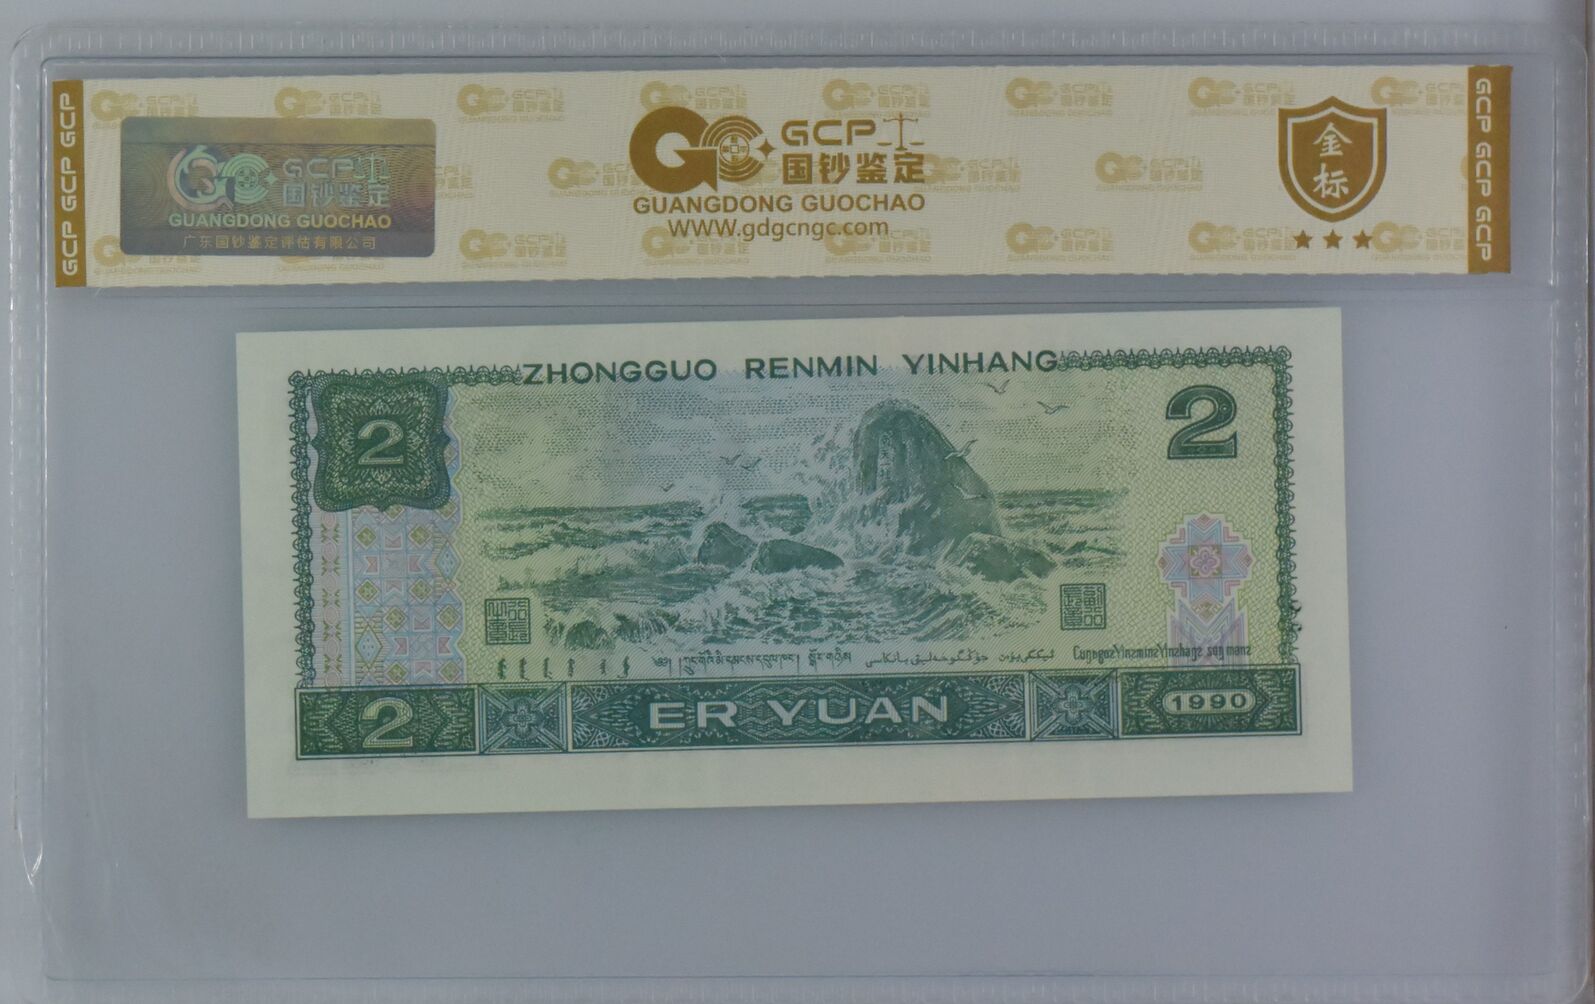 GCP GCP GCP
GCP
国钞鉴定
GUANGDONG GUOCHAO
广东国钞鉴定评估有限公司
GCP
国钞鉴定
GUANGDONG GUOCHAO
WWW.gdgcngc.com
金
标
GCP GCP GCP
ZHONGGUO RENMIN YINHANG
2
2
2
ER YUAN
1990